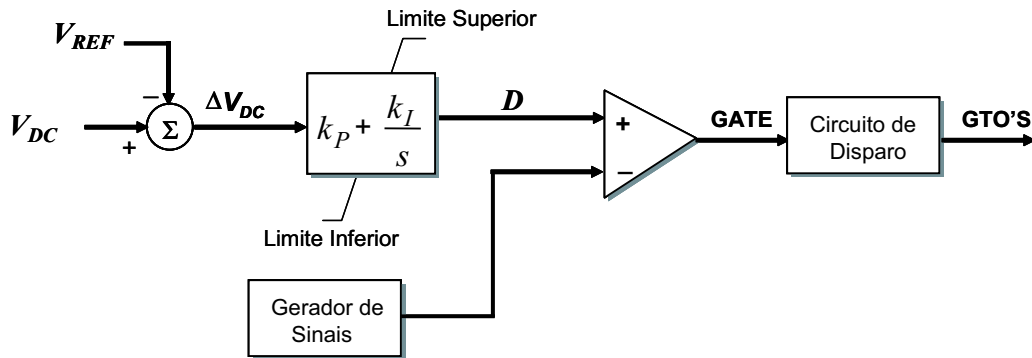 Limite Superior
V_REF
−
ΔV_DC
V_DC
+
Σ
k_P + k_I / s
D
+
−
GATE
Circuito de
Disparo
GTO'S
Limite Inferior
Gerador de
Sinais